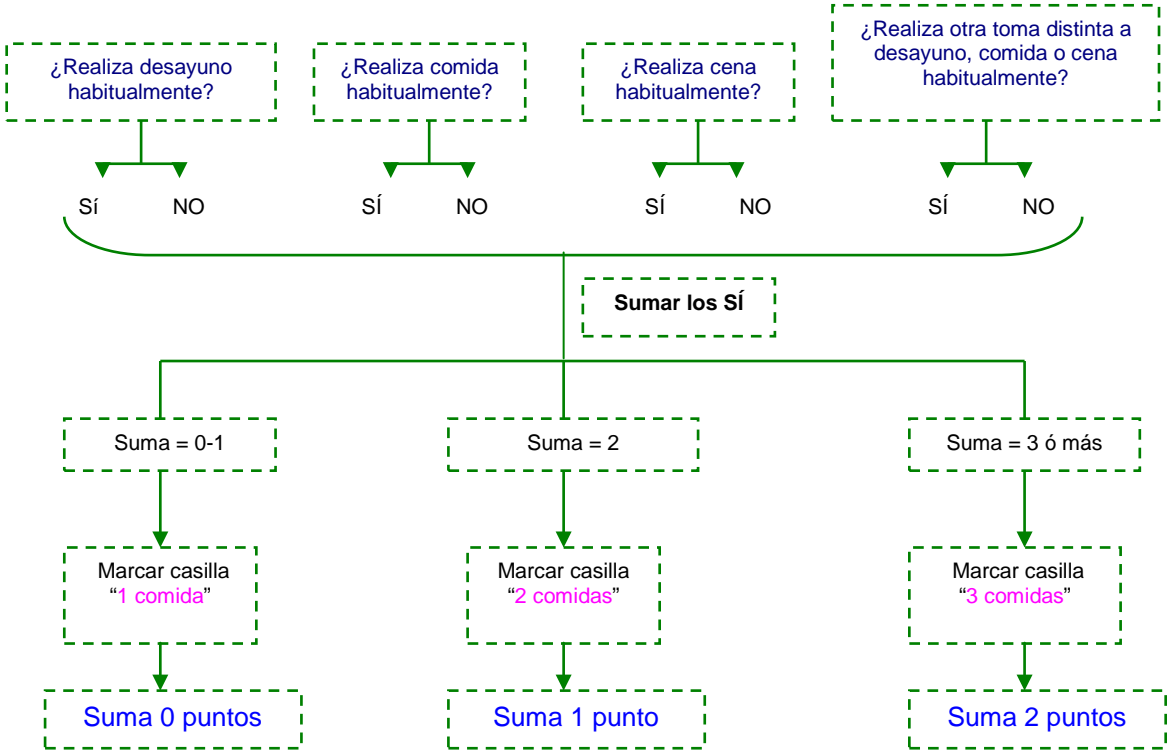 ¿Realiza desayuno
habitualmente?
¿Realiza comida
habitualmente?
¿Realiza cena
habitualmente?
¿Realiza otra toma distinta a
desayuno, comida o cena
habitualmente?
Sí NO
SÍ NO
SÍ NO
SÍ NO
Sumar los SÍ
Suma = 0-1
Suma = 2
Suma = 3 ó más
Marcar casilla
“1 comida”
Marcar casilla
“2 comidas”
Marcar casilla
“3 comidas”
Suma 0 puntos
Suma 1 punto
Suma 2 puntos